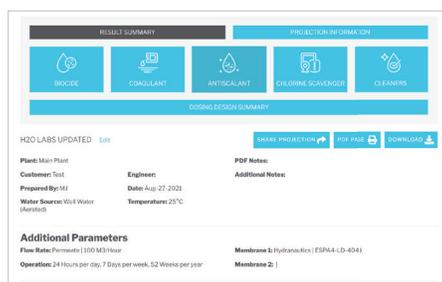 RESULT SUMMARY
PROJECTION INFORMATION
BIOCIDE
COAGULANT
ANTISCALANT
CHLORINE SCAVENGER
CLEANERS
DOSING DESIGN SUMMARY
H2O LABS UPDATED Edit
SHARE PROJECTION
PDF PAGE
DOWNLOAD
Plant: Main Plant
PDF Notes:
Customer: Test
Engineer:
Additional Notes:
Prepared By: MJ
Date: Aug-27-2021
Water Source: Well Water
(Aerated)
Temperature: 25°C
Additional Parameters
Flow Rate: Permeate | 100 M3/Hour
Membrane 1: Hydranautics | ESPA4-LD-4040
Operation: 24 Hours per day, 7 Days per week, 52 Weeks per year
Membrane 2: |